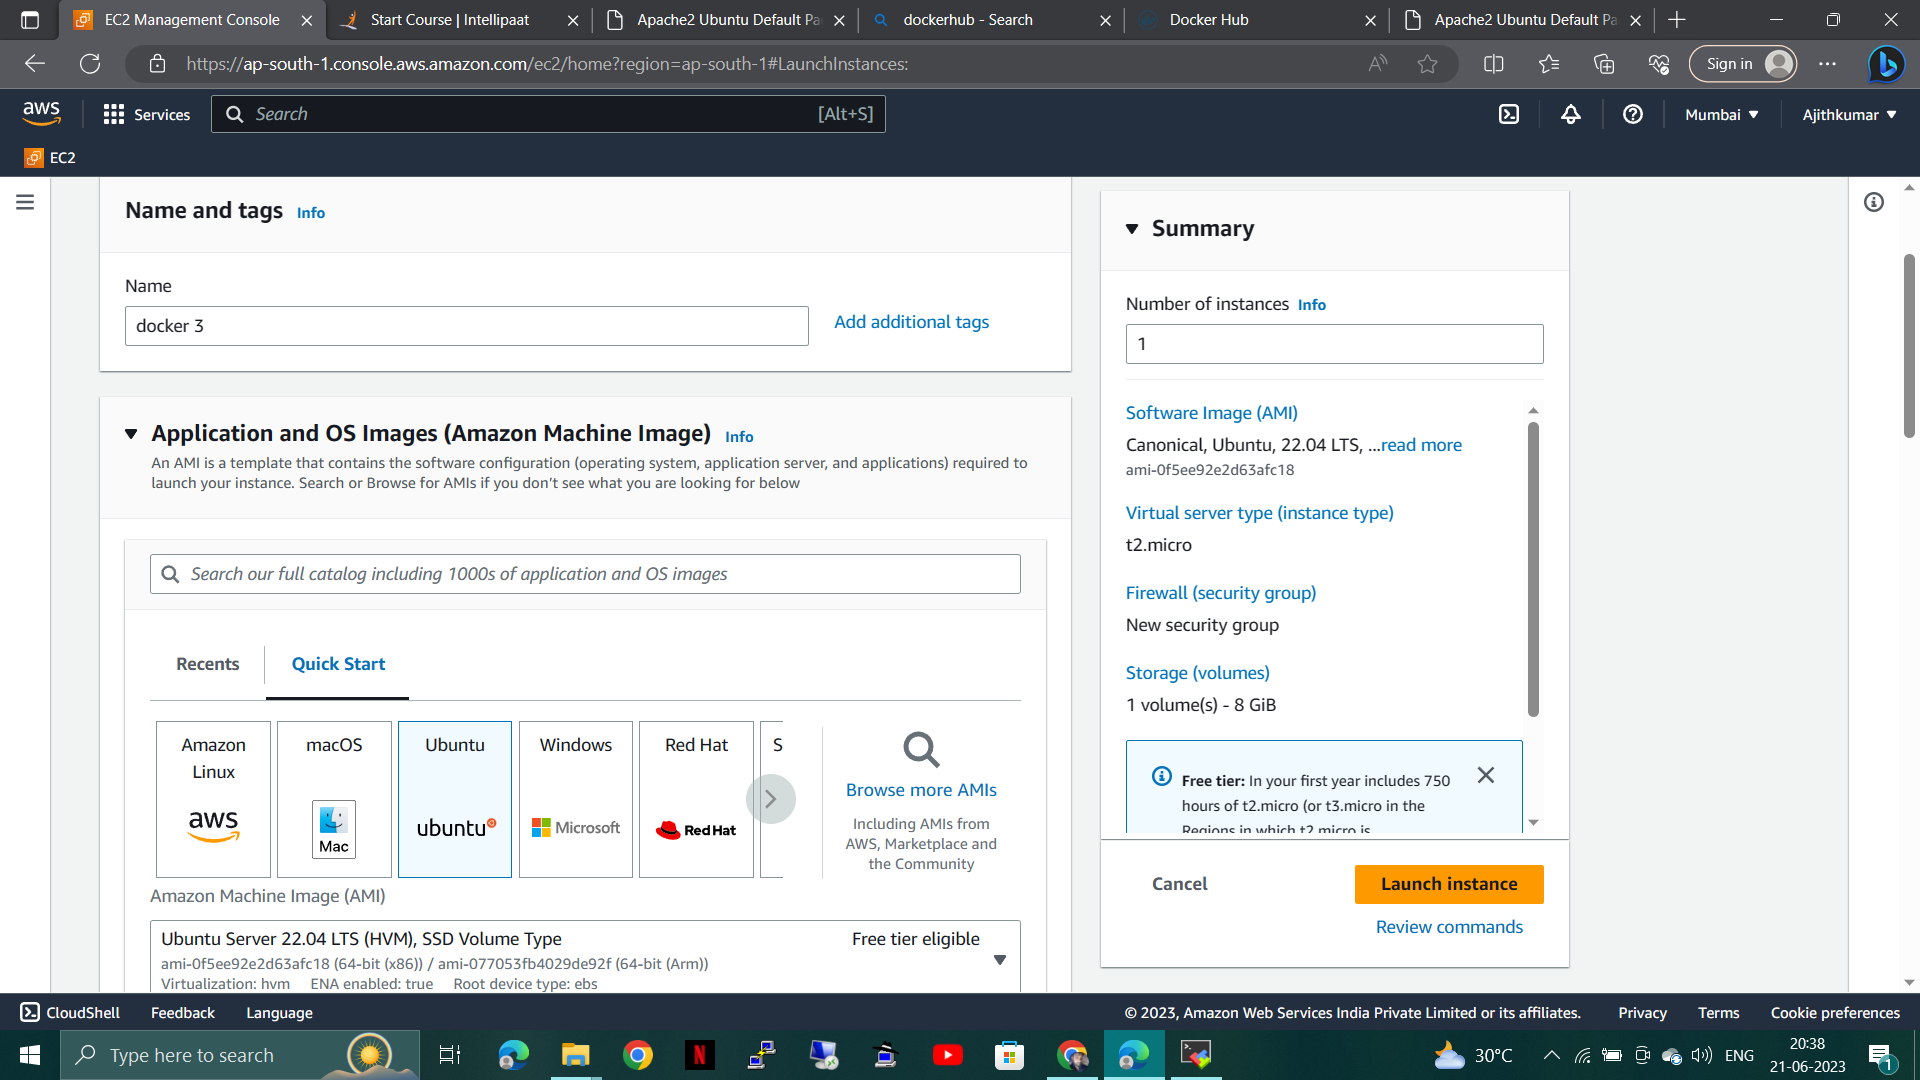 EC2 Management Console
Start Course | Intellipaat
Apache2 Ubuntu Default Pa
dockerhub - Search
Docker Hub
Apache2 Ubuntu Default Pa
https://ap-south-1.console.aws.amazon.com/ec2/home?region=ap-south-1#LaunchInstances:
Sign in
aws
Services
Search
[Alt+S]
Mumbai
Ajithkumar
EC2
Name and tags Info
Name
docker 3
Add additional tags
Application and OS Images (Amazon Machine Image) Info
An AMI is a template that contains the software configuration (operating system, application server, and applications) required to
launch your instance. Search or Browse for AMIs if you don't see what you are looking for below
Search our full catalog including 1000s of application and OS images
Recents
Quick Start
Amazon
Linux
aws
macOS
Mac
Ubuntu
ubuntu
Windows
Microsoft
Red Hat
RedHat
S
Browse more AMIs
Including AMIs from
AWS, Marketplace and
the Community
Amazon Machine Image (AMI)
Ubuntu Server 22.04 LTS (HVM), SSD Volume Type
Free tier eligible
ami-0f5ee92e2d63afc18 (64-bit (x86)) / ami-077053fb4029de92f (64-bit (Arm))
Virtualization: hvm ENA enabled: true Root device type: ebs
Summary
Number of instances Info
1
Software Image (AMI)
Canonical, Ubuntu, 22.04 LTS, ...read more
ami-0f5ee92e2d63afc18
Virtual server type (instance type)
t2.micro
Firewall (security group)
New security group
Storage (volumes)
1 volume(s) - 8 GiB
Free tier: In your first year includes 750
hours of t2.micro (or t3.micro in the
Regions in which t2.micro is
Cancel
Launch instance
Review commands
CloudShell
Feedback
Language
© 2023, Amazon Web Services India Private Limited or its affiliates.
Privacy
Terms
Cookie preferences
Type here to search
30°C
ENG
20:38
21-06-2023
1